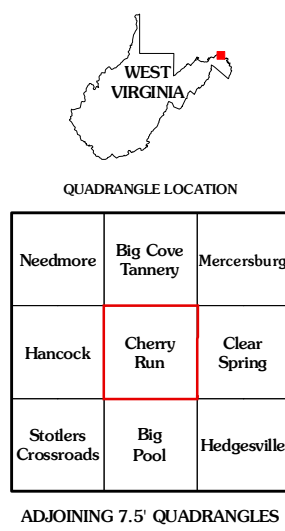 WEST
VIRGINIA
QUADRANGLE LOCATION
Needmore
Big Cove
Tannery
Mercersburg
Hancock
Cherry
Run
Clear
Spring
Stotlers
Crossroads
Big
Pool
Hedgesville
ADJOINING 7.5' QUADRANGLES